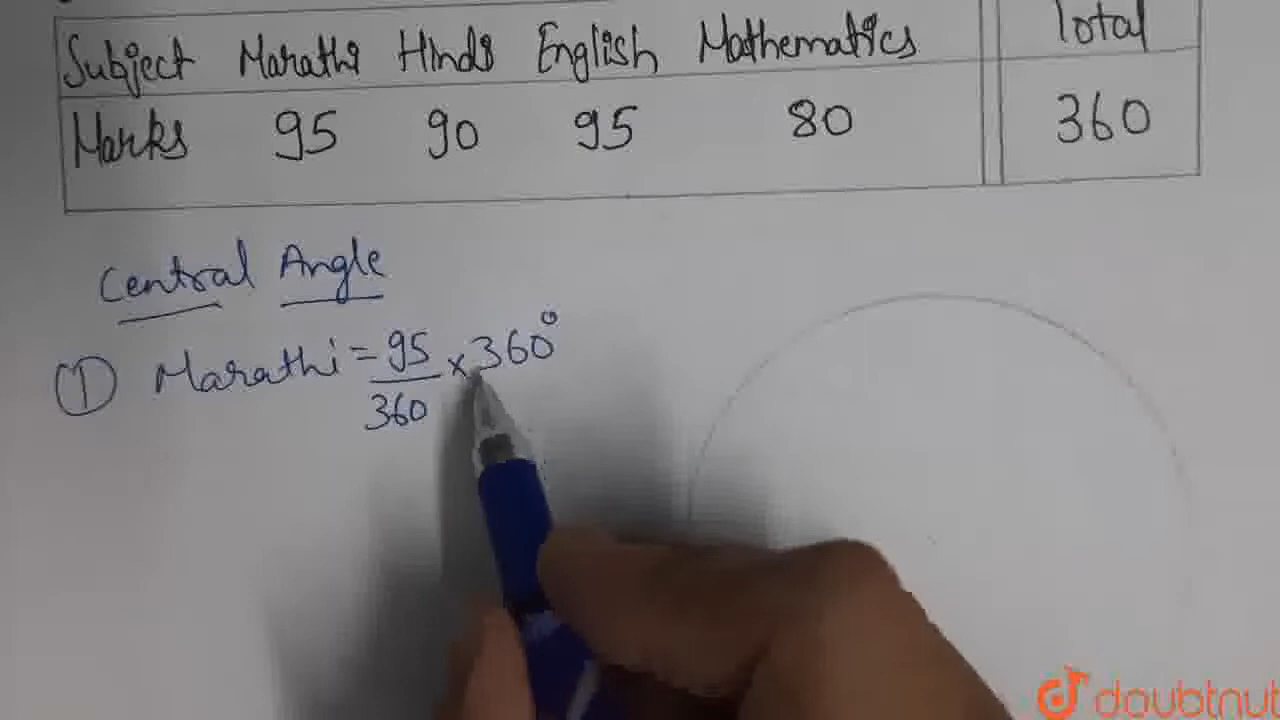 Subject Marathi Hindi English Mathematics Total
Marks 95 90 95 80 360
Central Angle
① Marathi = 95/360 × 360°
doubtnut